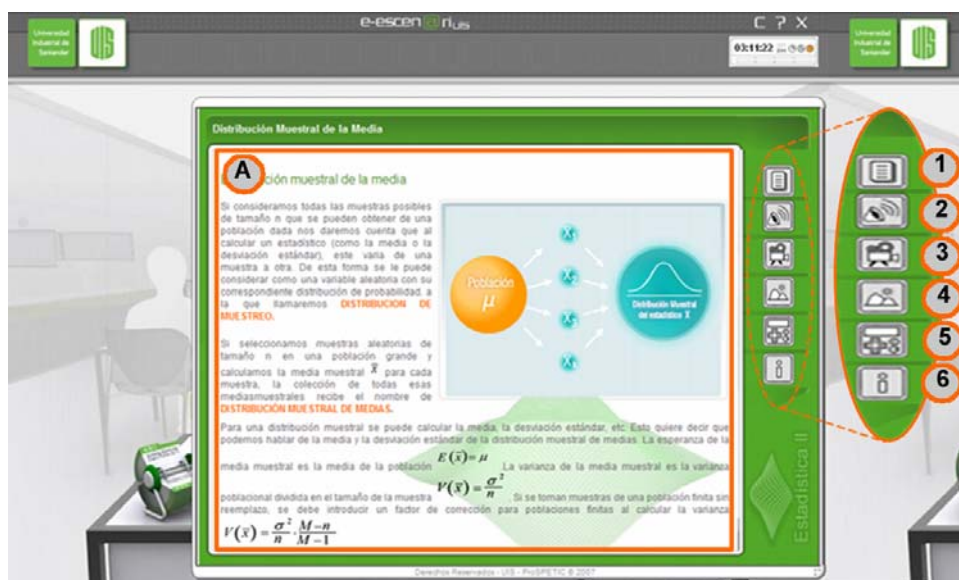 Universidad
Industrial de
Santander
UIS
e-escen@ri UIS
C ? X
03:11:22
Universidad
Industrial de
Santander
UIS
Distribución Muestral de la Media
A
ción muestral de la media
Si consideramos todas las muestras posibles
de tamaño n que se pueden obtener de una
población dada nos daremos cuenta que al
calcular un estadístico (como la media o la
desviación estándar), este varia de una
muestra a otra. De esta forma se le puede
considerar como una variable aleatoria con su
correspondiente distribución de probabilidad, a
la que llamaremos DISTRIBUCION DE
MUESTREO.
Si seleccionamos muestras aleatorias de
tamaño n en una población grande y
calculamos la media muestral x̄ para cada
muestra, la colección de todas esas
mediasmuestrales recibe el nombre de
DISTRIBUCIÓN MUESTRAL DE MEDIAS.
Población
μ
X₁
X₂
X₃
Distribución Muestral
del estadístico X̄
Para una distribución muestral se puede calcular la media, la desviación estándar, etc. Esto quiere decir que
podemos hablar de la media y la desviación estándar de la distribución muestral de medias. La esperanza de la
media muestral es la media de la población E(x̄)=μ .La varianza de la media muestral es la varianza
poblacional dividida en el tamaño de la muestra V(x̄)=σ²/n . Si se toman muestras de una población finita sin
reemplazo, se debe introducir un factor de corrección para poblaciones finitas al calcular la varianza
V(x̄)=σ²/n · M−n/M−1
Estadística II
1
2
3
4
5
6
Derechos Reservados - UIS - ProSPETIC © 2007